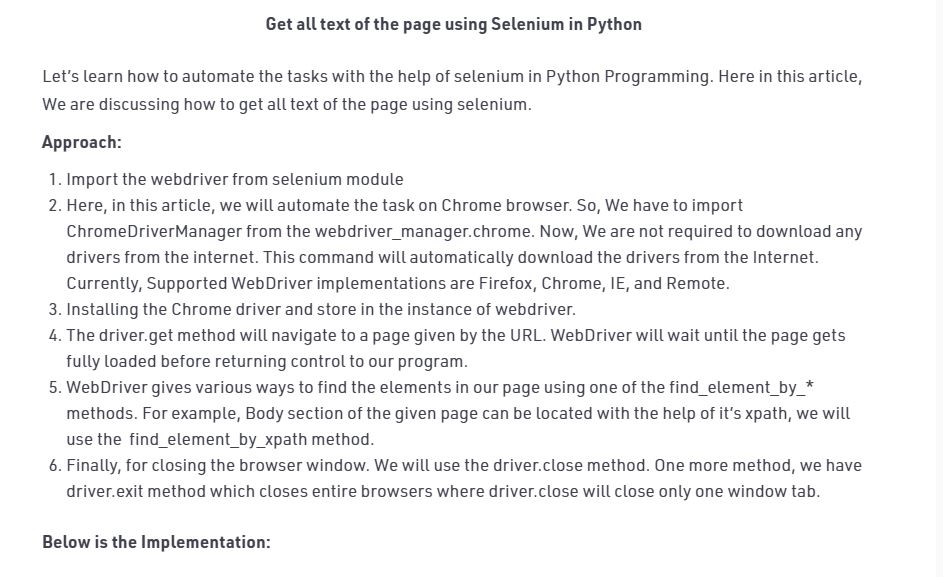 Get all text of the page using Selenium in Python
Let's learn how to automate the tasks with the help of selenium in Python Programming. Here in this article,
We are discussing how to get all text of the page using selenium.
Approach:
1. Import the webdriver from selenium module
2. Here, in this article, we will automate the task on Chrome browser. So, We have to import
ChromeDriverManager from the webdriver_manager.chrome. Now, We are not required to download any
drivers from the internet. This command will automatically download the drivers from the Internet.
Currently, Supported WebDriver implementations are Firefox, Chrome, IE, and Remote.
3. Installing the Chrome driver and store in the instance of webdriver.
4. The driver.get method will navigate to a page given by the URL. WebDriver will wait until the page gets
fully loaded before returning control to our program.
5. WebDriver gives various ways to find the elements in our page using one of the find_element_by_*
methods. For example, Body section of the given page can be located with the help of it's xpath, we will
use the find_element_by_xpath method.
6. Finally, for closing the browser window. We will use the driver.close method. One more method, we have
driver.exit method which closes entire browsers where driver.close will close only one window tab.
Below is the Implementation: